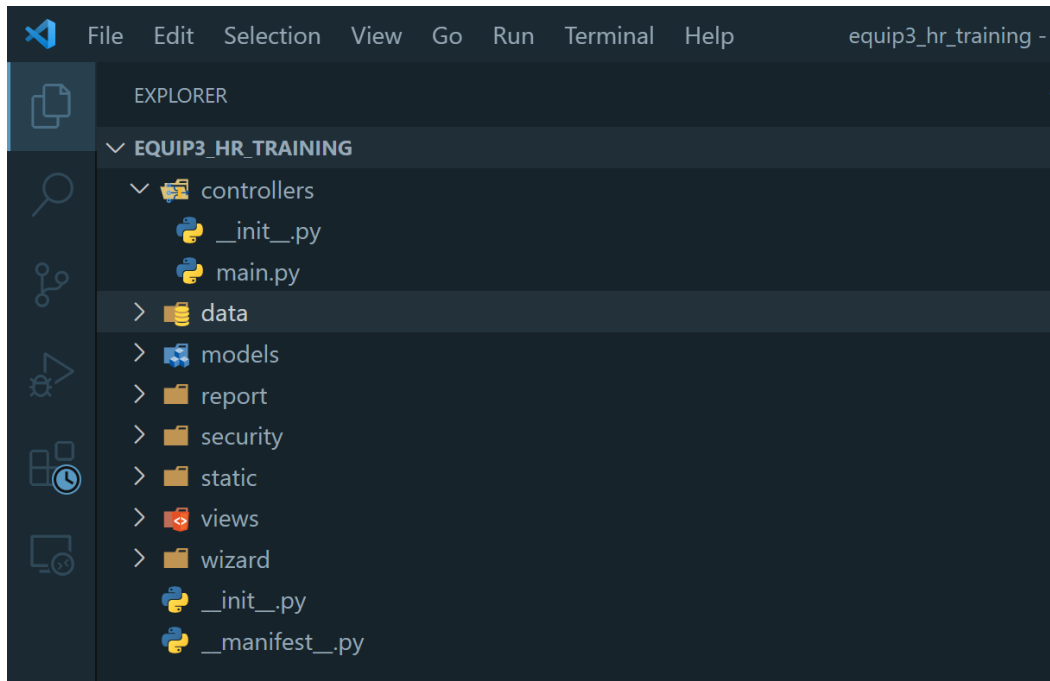 File Edit Selection View Go Run Terminal Help equip3_hr_training -
EXPLORER
EQUIP3_HR_TRAINING
controllers
__init__.py
main.py
data
models
report
security
static
views
wizard
__init__.py
__manifest__.py